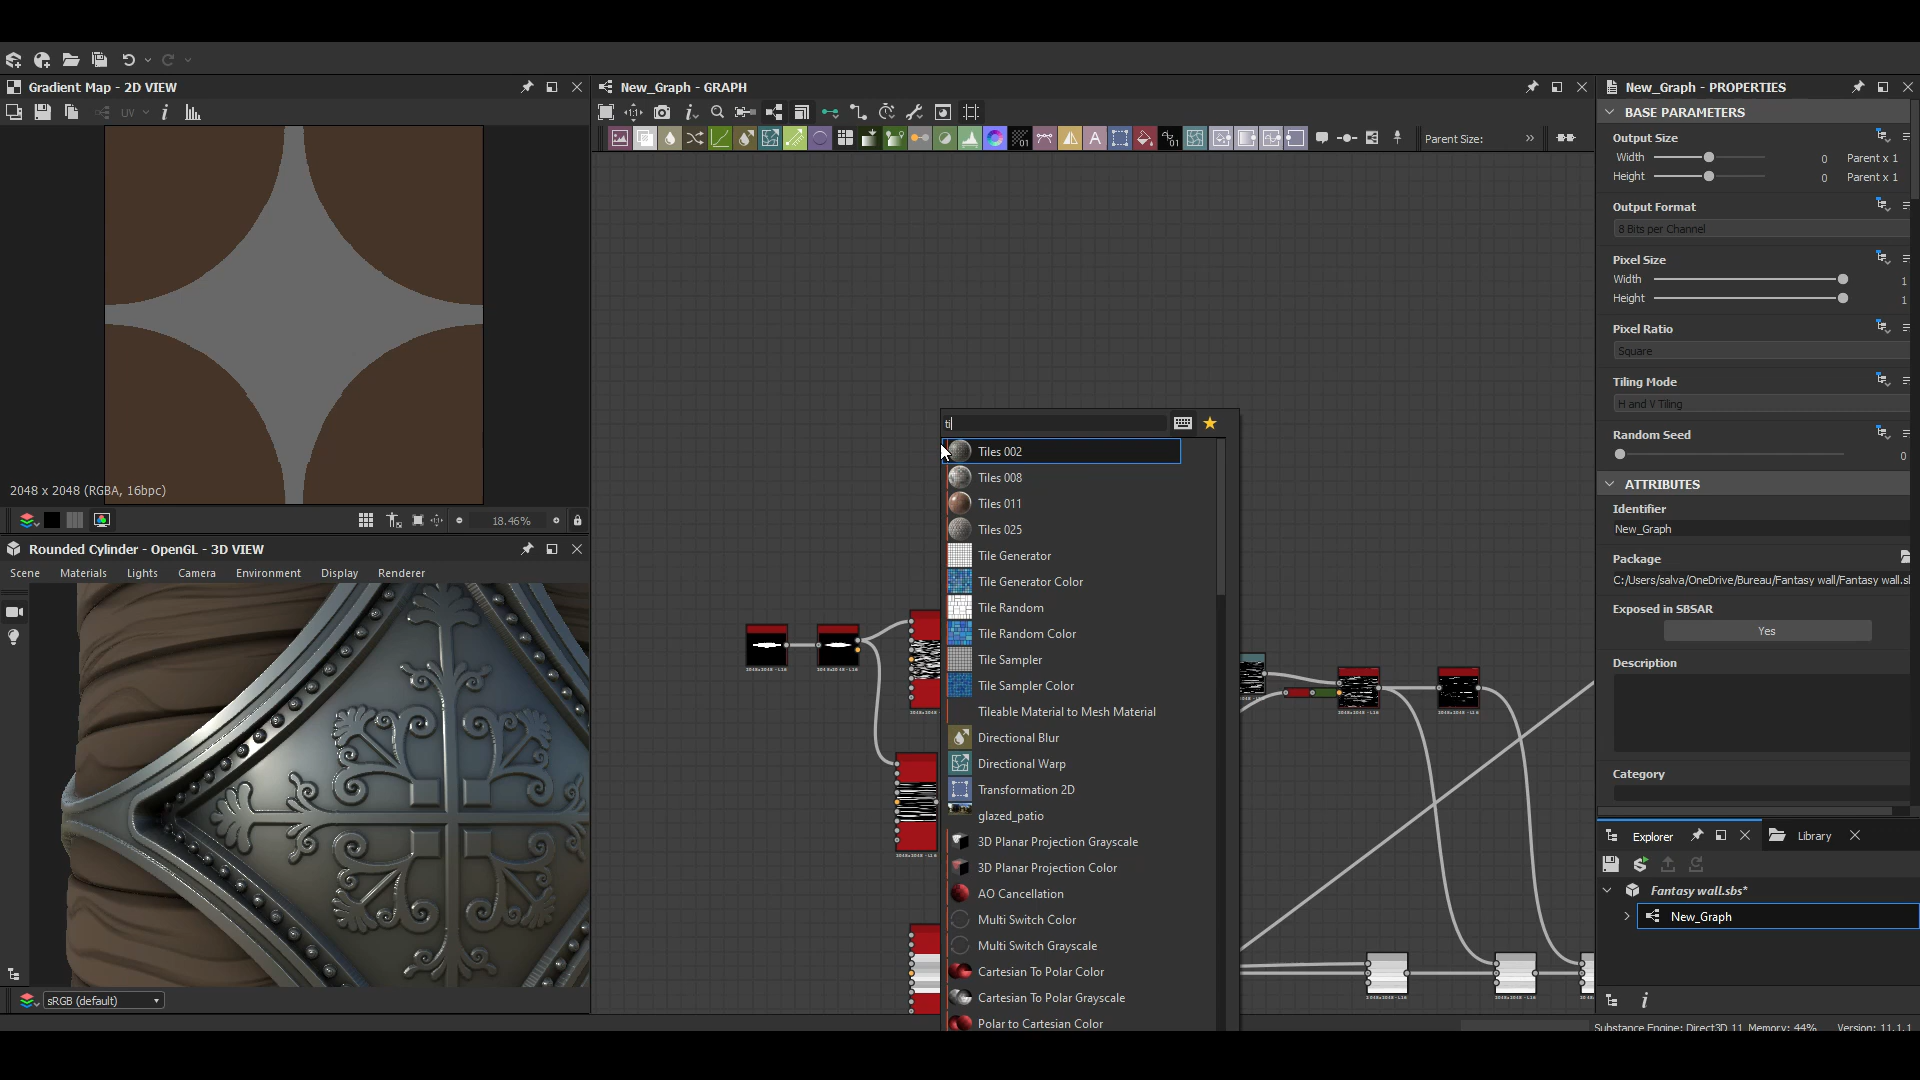 Gradient Map - 2D VIEW
UV
2048 x 2048 (RGBA, 16bpc)
18.46%
Rounded Cylinder - OpenGL - 3D VIEW
Scene
Materials
Lights
Camera
Environment
Display
Renderer
sRGB (default)
New_Graph - GRAPH
Parent Size:
ti
Tiles 002
Tiles 008
Tiles 011
Tiles 025
Tile Generator
Tile Generator Color
Tile Random
Tile Random Color
Tile Sampler
Tile Sampler Color
Tileable Material to Mesh Material
Directional Blur
Directional Warp
Transformation 2D
glazed_patio
3D Planar Projection Grayscale
3D Planar Projection Color
AO Cancellation
Multi Switch Color
Multi Switch Grayscale
Cartesian To Polar Color
Cartesian To Polar Grayscale
Polar to Cartesian Color
New_Graph - PROPERTIES
BASE PARAMETERS
Output Size
Width 0 Parent x 1
Height 0 Parent x 1
Output Format
8 Bits per Channel
Pixel Size
Width 1
Height 1
Pixel Ratio
Square
Tiling Mode
H and V Tiling
Random Seed
0
ATTRIBUTES
Identifier
New_Graph
Package
C:/Users/salva/OneDrive/Bureau/Fantasy wall/Fantasy wall.sl
Exposed in SBSAR
Yes
Description
Category
Explorer
Library
Fantasy wall.sbs*
New_Graph
Substance Engine: Direct3D 11 Memory: 44% Version: 11.1.1